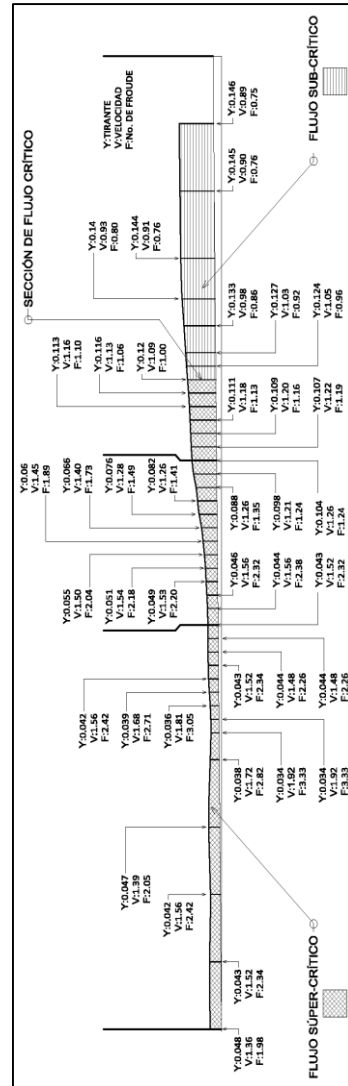 SECCIÓN DE FLUJO CRÍTICO
Y:TIRANTE
V:VELOCIDAD
F:No. DE FROUDE
Y:0.06
V:1.45
F:1.89
Y:0.066
V:1.40
F:1.73
Y:0.076
V:1.28
F:1.49
Y:0.082
V:1.26
F:1.41
Y:0.113
V:1.16
F:1.10
Y:0.116
V:1.13
F:1.06
Y:0.12
V:1.09
F:1.00
Y:0.14
V:0.93
F:0.80
Y:0.144
V:0.91
F:0.76
Y:0.055
V:1.50
F:2.04
Y:0.051
V:1.54
F:2.18
Y:0.049
V:1.53
F:2.20
Y:0.042
V:1.56
F:2.42
Y:0.039
V:1.68
F:2.71
Y:0.036
V:1.81
F:3.05
Y:0.047
V:1.39
F:2.05
Y:0.042
V:1.56
F:2.42
Y:0.048
V:1.36
F:1.98
Y:0.043
V:1.52
F:2.34
Y:0.038
V:1.72
F:2.82
Y:0.034
V:1.92
F:3.33
Y:0.034
V:1.92
F:3.33
Y:0.043
V:1.52
F:2.34
Y:0.044
V:1.48
F:2.26
Y:0.044
V:1.48
F:2.26
Y:0.046
V:1.56
F:2.32
Y:0.044
V:1.56
F:2.38
Y:0.043
V:1.52
F:2.32
Y:0.088
V:1.26
F:1.35
Y:0.098
V:1.21
F:1.24
Y:0.104
V:1.26
F:1.24
Y:0.111
V:1.18
F:1.13
Y:0.109
V:1.20
F:1.16
Y:0.107
V:1.22
F:1.19
Y:0.133
V:0.98
F:0.86
Y:0.127
V:1.03
F:0.92
Y:0.124
V:1.05
F:0.96
Y:0.145
V:0.90
F:0.76
Y:0.146
V:0.89
F:0.75
FLUJO SÚPER-CRÍTICO
FLUJO SUB-CRÍTICO